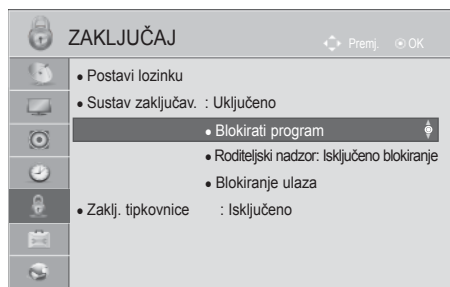 ZAKLJUČAJ
Premj. OK
• Postavi lozinku
• Sustav zaključav. : Uključeno
• Blokirati program
• Roditeljski nadzor: Isključeno blokiranje
• Blokiranje ulaza
• Zaklj. tipkovnice : Isključeno